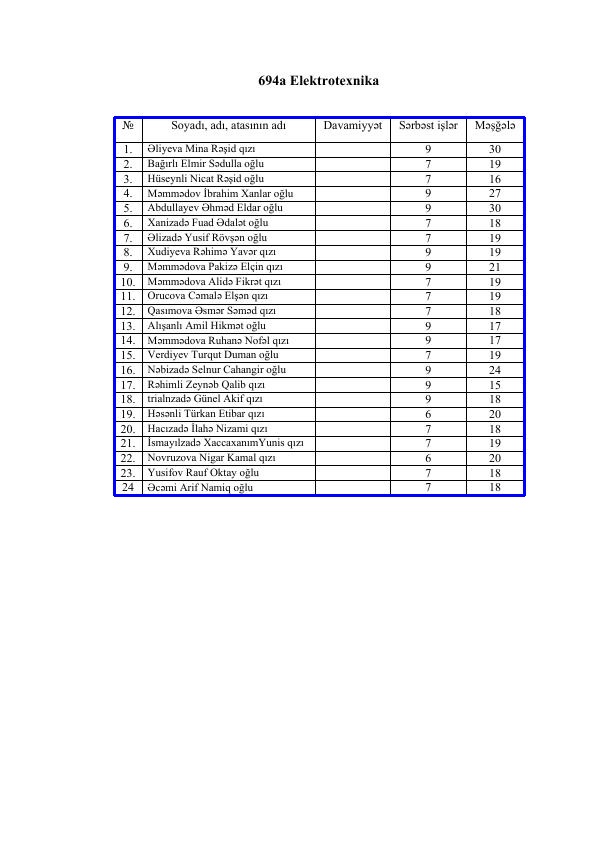 694a Elektrotexnika
№ Soyadı, adı, atasının adı Davamiyyət Sərbəst işlər Məşğələ
1. Əliyeva Mina Rəşid qızı 9 30
2. Bağırlı Elmir Sədulla oğlu 7 19
3. Hüseynli Nicat Rəşid oğlu 7 16
4. Məmmədov İbrahim Xanlar oğlu 9 27
5. Abdullayev Əhməd Eldar oğlu 9 30
6. Xanizadə Fuad Ədalət oğlu 7 18
7. Əlizadə Yusif Rövşən oğlu 7 19
8. Xudiyeva Rəhimə Yavər qızı 9 19
9. Məmmədova Pakizə Elçin qızı 9 21
10. Məmmədova Alidə Fikrət qızı 7 19
11. Orucova Cəmalə Elşən qızı 7 19
12. Qasımova Əsmər Səməd qızı 7 18
13. Alışanlı Amil Hikmət oğlu 9 17
14. Məmmədova Ruhanə Nofəl qızı 9 17
15. Verdiyev Turqut Duman oğlu 7 19
16. Nəbizadə Selnur Cahangir oğlu 9 24
17. Rəhimli Zeynəb Qalib qızı 9 15
18. trialnzadə Günel Akif qızı 9 18
19. Həsənli Türkan Etibar qızı 6 20
20. Hacızadə İlahə Nizami qızı 7 18
21. İsmayılzadə XaccaxanımYunis qızı 7 19
22. Novruzova Nigar Kamal qızı 6 20
23. Yusifov Rauf Oktay oğlu 7 18
24 Əcəmi Arif Namiq oğlu 7 18